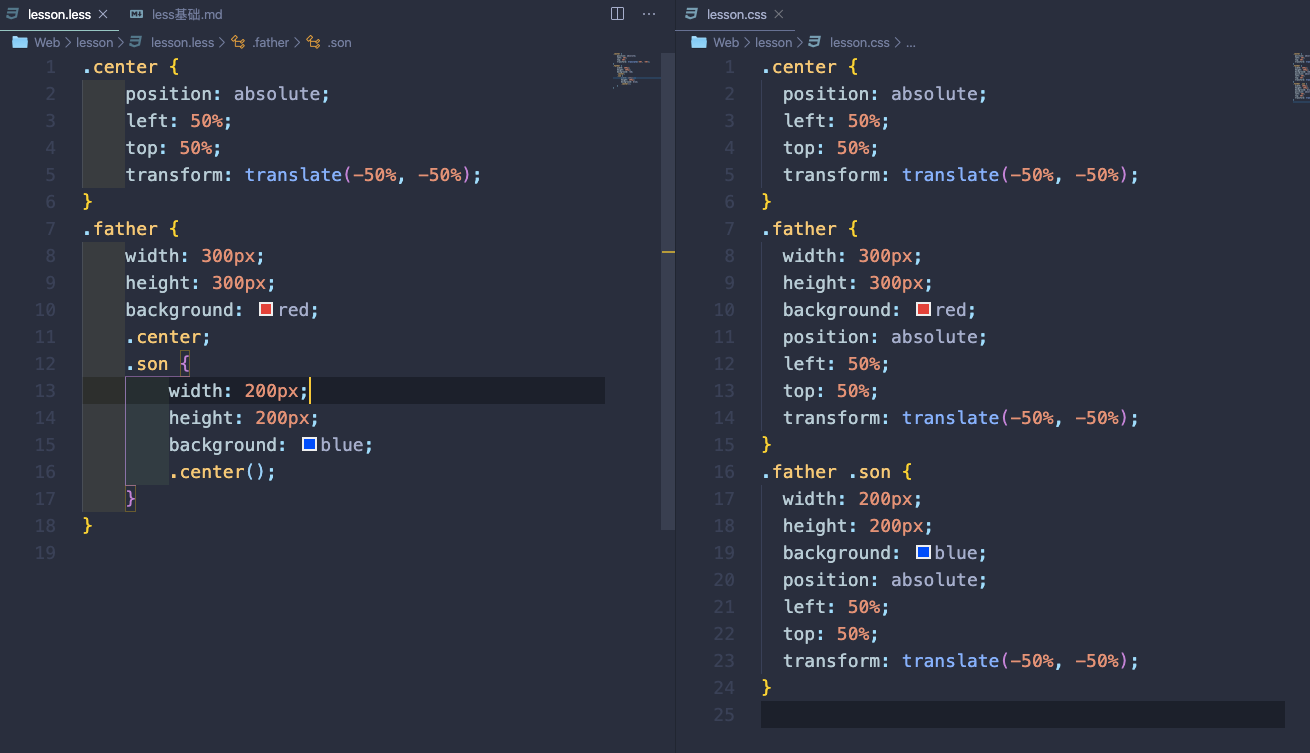 lesson.less
less基础.md
Web > lesson > lesson.less > .father > .son
1 .center {
2 position: absolute;
3 left: 50%;
4 top: 50%;
5 transform: translate(-50%, -50%);
6 }
7 .father {
8 width: 300px;
9 height: 300px;
10 background: red;
11 .center;
12 .son {
13 width: 200px;
14 height: 200px;
15 background: blue;
16 .center();
17 }
18 }
19
lesson.css
Web > lesson > lesson.css > ...
1 .center {
2 position: absolute;
3 left: 50%;
4 top: 50%;
5 transform: translate(-50%, -50%);
6 }
7 .father {
8 width: 300px;
9 height: 300px;
10 background: red;
11 position: absolute;
12 left: 50%;
13 top: 50%;
14 transform: translate(-50%, -50%);
15 }
16 .father .son {
17 width: 200px;
18 height: 200px;
19 background: blue;
20 position: absolute;
21 left: 50%;
22 top: 50%;
23 transform: translate(-50%, -50%);
24 }
25